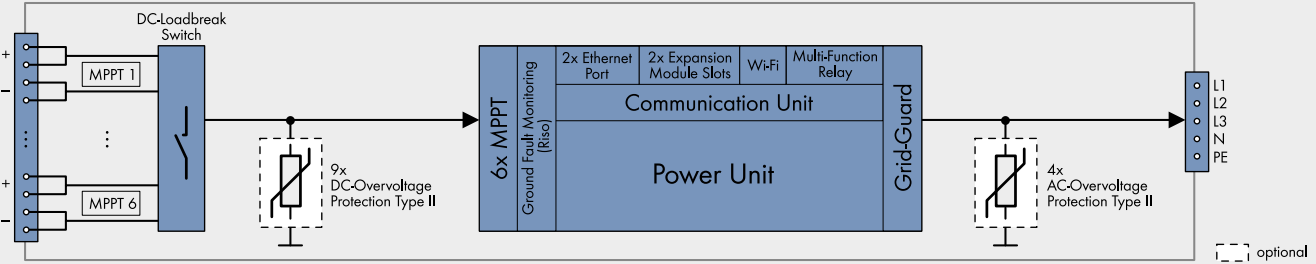 DC-Loadbreak
Switch
+
MPPT 1
–
+
MPPT 6
–
9x
DC-Overvoltage
Protection Type II
6x MPPT
Ground Fault Monitoring
(Riso)
2x Ethernet
Port
2x Expansion
Module Slots
Wi-Fi
Multi-Function
Relay
Communication Unit
Power Unit
Grid-Guard
4x
AC-Overvoltage
Protection Type II
L1
L2
L3
N
PE
optional